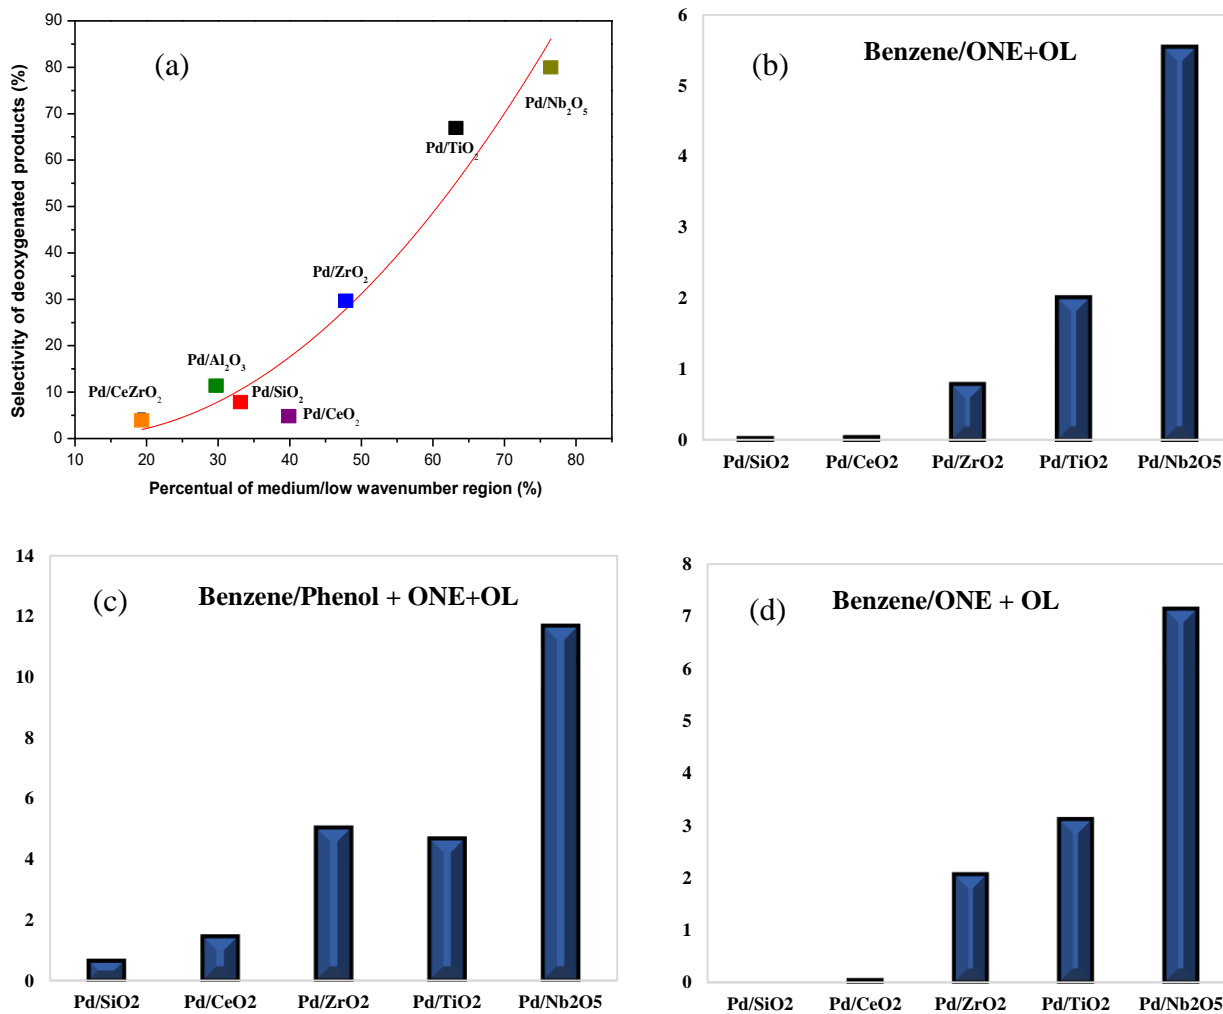 (a)
Selectivity of deoxygenated products (%)
90
80
70
60
50
40
30
20
10
0
Pd/Nb₂O₅
Pd/TiO₂
Pd/ZrO₂
Pd/Al₂O₃
Pd/CeZrO₂
Pd/SiO₂
Pd/CeO₂
10 20 30 40 50 60 70 80
Percentual of medium/low wavenumber region (%)
(b)
Benzene/ONE+OL
6
5
4
3
2
1
0
Pd/SiO2 Pd/CeO2 Pd/ZrO2 Pd/TiO2 Pd/Nb2O5
(c)
Benzene/Phenol + ONE+OL
14
12
10
8
6
4
2
0
Pd/SiO2 Pd/CeO2 Pd/ZrO2 Pd/TiO2 Pd/Nb2O5
(d)
Benzene/ONE + OL
8
7
6
5
4
3
2
1
0
Pd/SiO2 Pd/CeO2 Pd/ZrO2 Pd/TiO2 Pd/Nb2O5